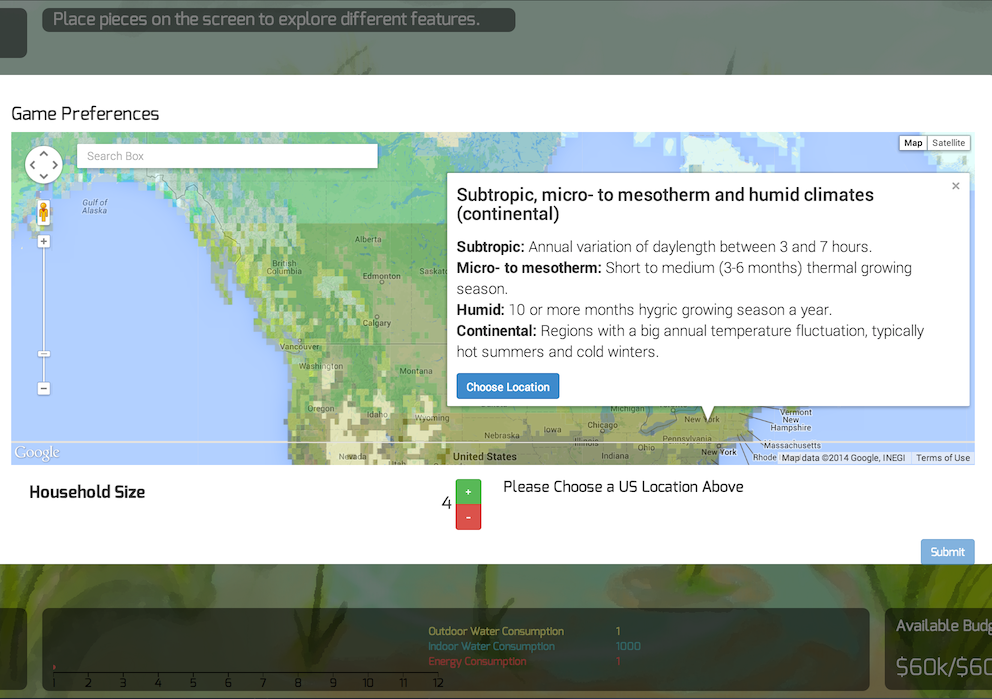 Place pieces on the screen to explore different features.
Game Preferences
Search Box
Map Satellite
Gulf of
Alaska
Alberta
British
Columbia
Edmonton
Saskat
Calgary
Vancouver
Washington
Montana
Oregon
Idaho
Wyoming
Nevada
Utah
Nebraska
Iowa
Michigan
Chicago
Illinois
Indiana
Ohio
Pennsylvania
New York
New York
Vermont
New
Hampshire
Massachusetts
Rhode
United States
Google
Map data ©2014 Google, INEGI Terms of Use
Subtropic, micro- to mesotherm and humid climates
(continental)
×
Subtropic: Annual variation of daylength between 3 and 7 hours.
Micro- to mesotherm: Short to medium (3-6 months) thermal growing
season.
Humid: 10 or more months hygric growing season a year.
Continental: Regions with a big annual temperature fluctuation, typically
hot summers and cold winters.
Choose Location
Household Size
4
+
-
Please Choose a US Location Above
Submit
Outdoor Water Consumption 1
Indoor Water Consumption 1000
Energy Consumption 1
1 2 3 4 5 6 7 8 9 10 11 12
Available Budg
$60k/$60